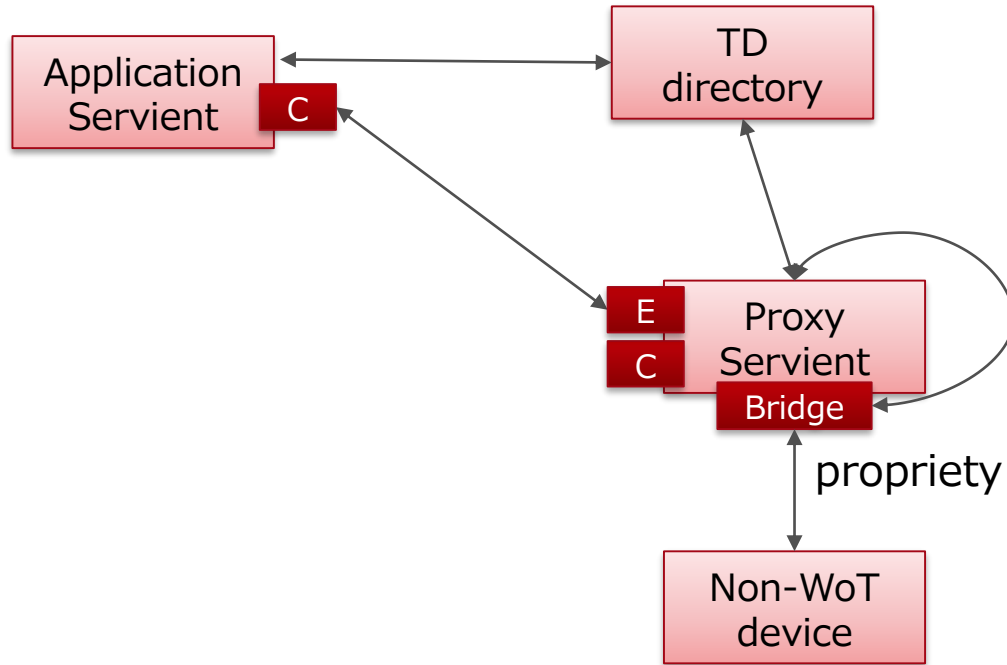 Application
Servient
C
TD
directory
E
C
Proxy
Servient
Bridge
propriety
Non-WoT
device